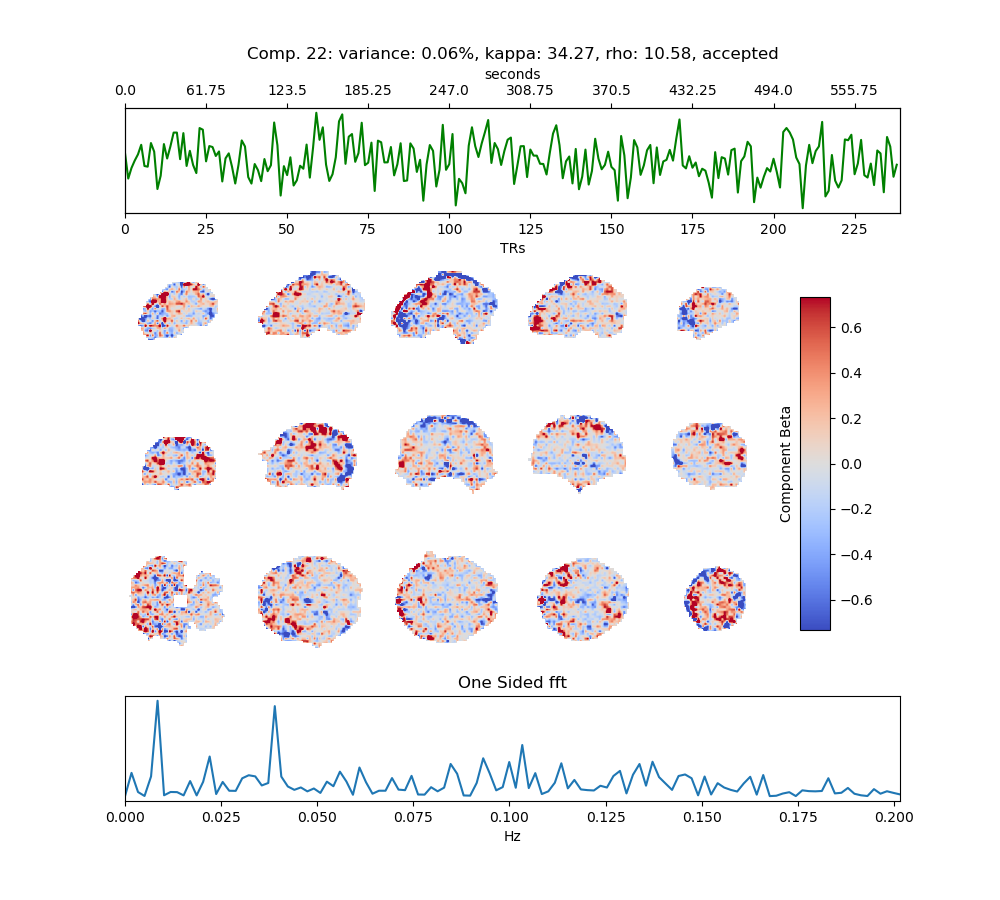 Comp. 22: variance: 0.06%, kappa: 34.27, rho: 10.58, accepted
seconds
0.0 61.75 123.5 185.25 247.0 308.75 370.5 432.25 494.0 555.75
0 25 50 75 100 125 150 175 200 225
TRs
0.6
0.4
0.2
0.0
−0.2
−0.4
−0.6
Component Beta
One Sided fft
0.000 0.025 0.050 0.075 0.100 0.125 0.150 0.175 0.200
Hz